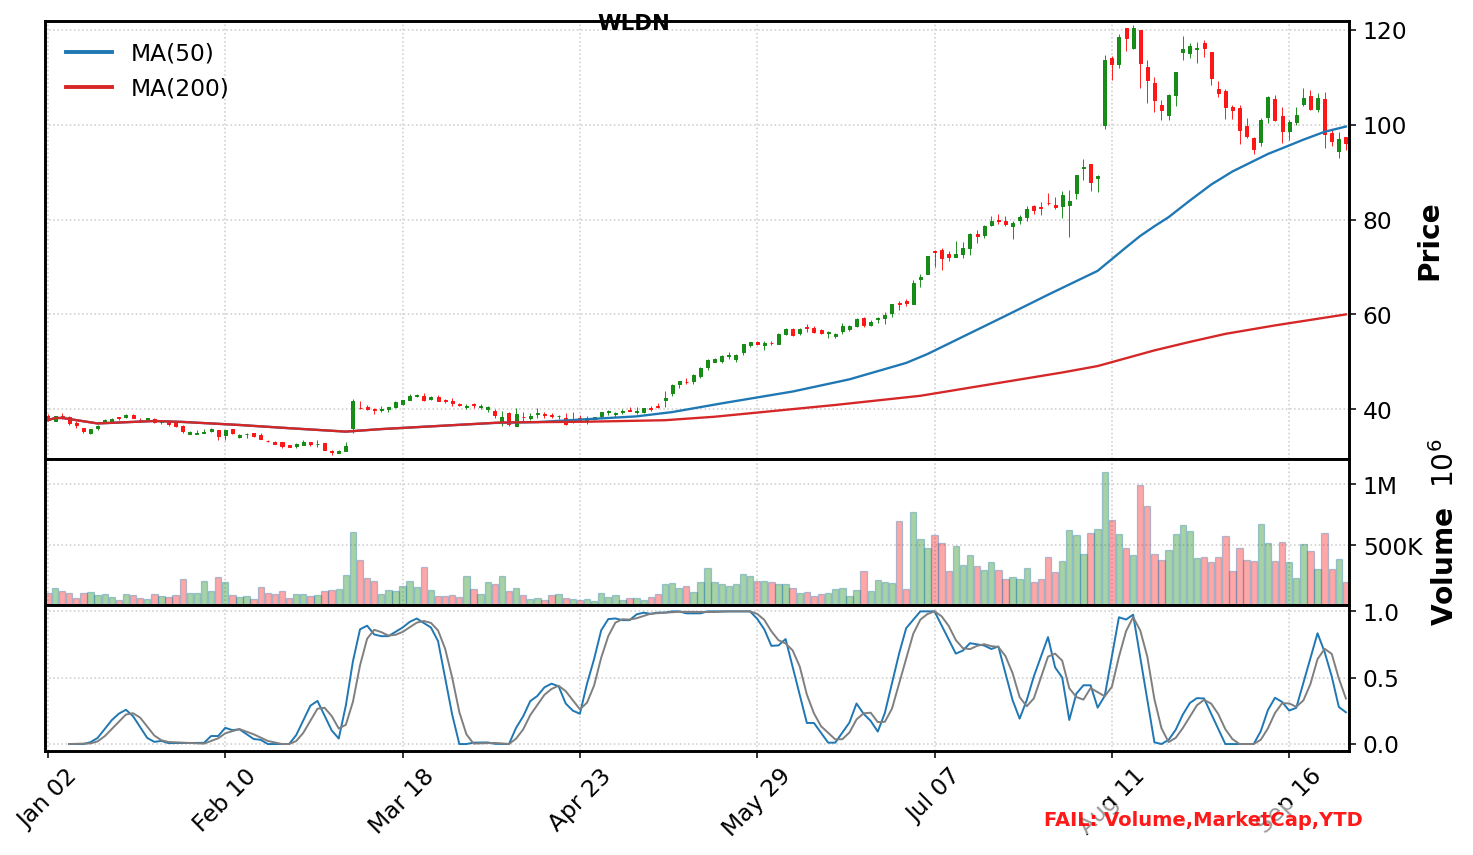 WLDN
MA(50)
MA(200)
120
100
80
60
40
Price
1M
500K
Volume 10^6
1.0
0.5
0.0
Jan 02
Feb 10
Mar 18
Apr 23
May 29
Jul 07
Aug 11
Sep 16
FAIL: Volume,MarketCap,YTD